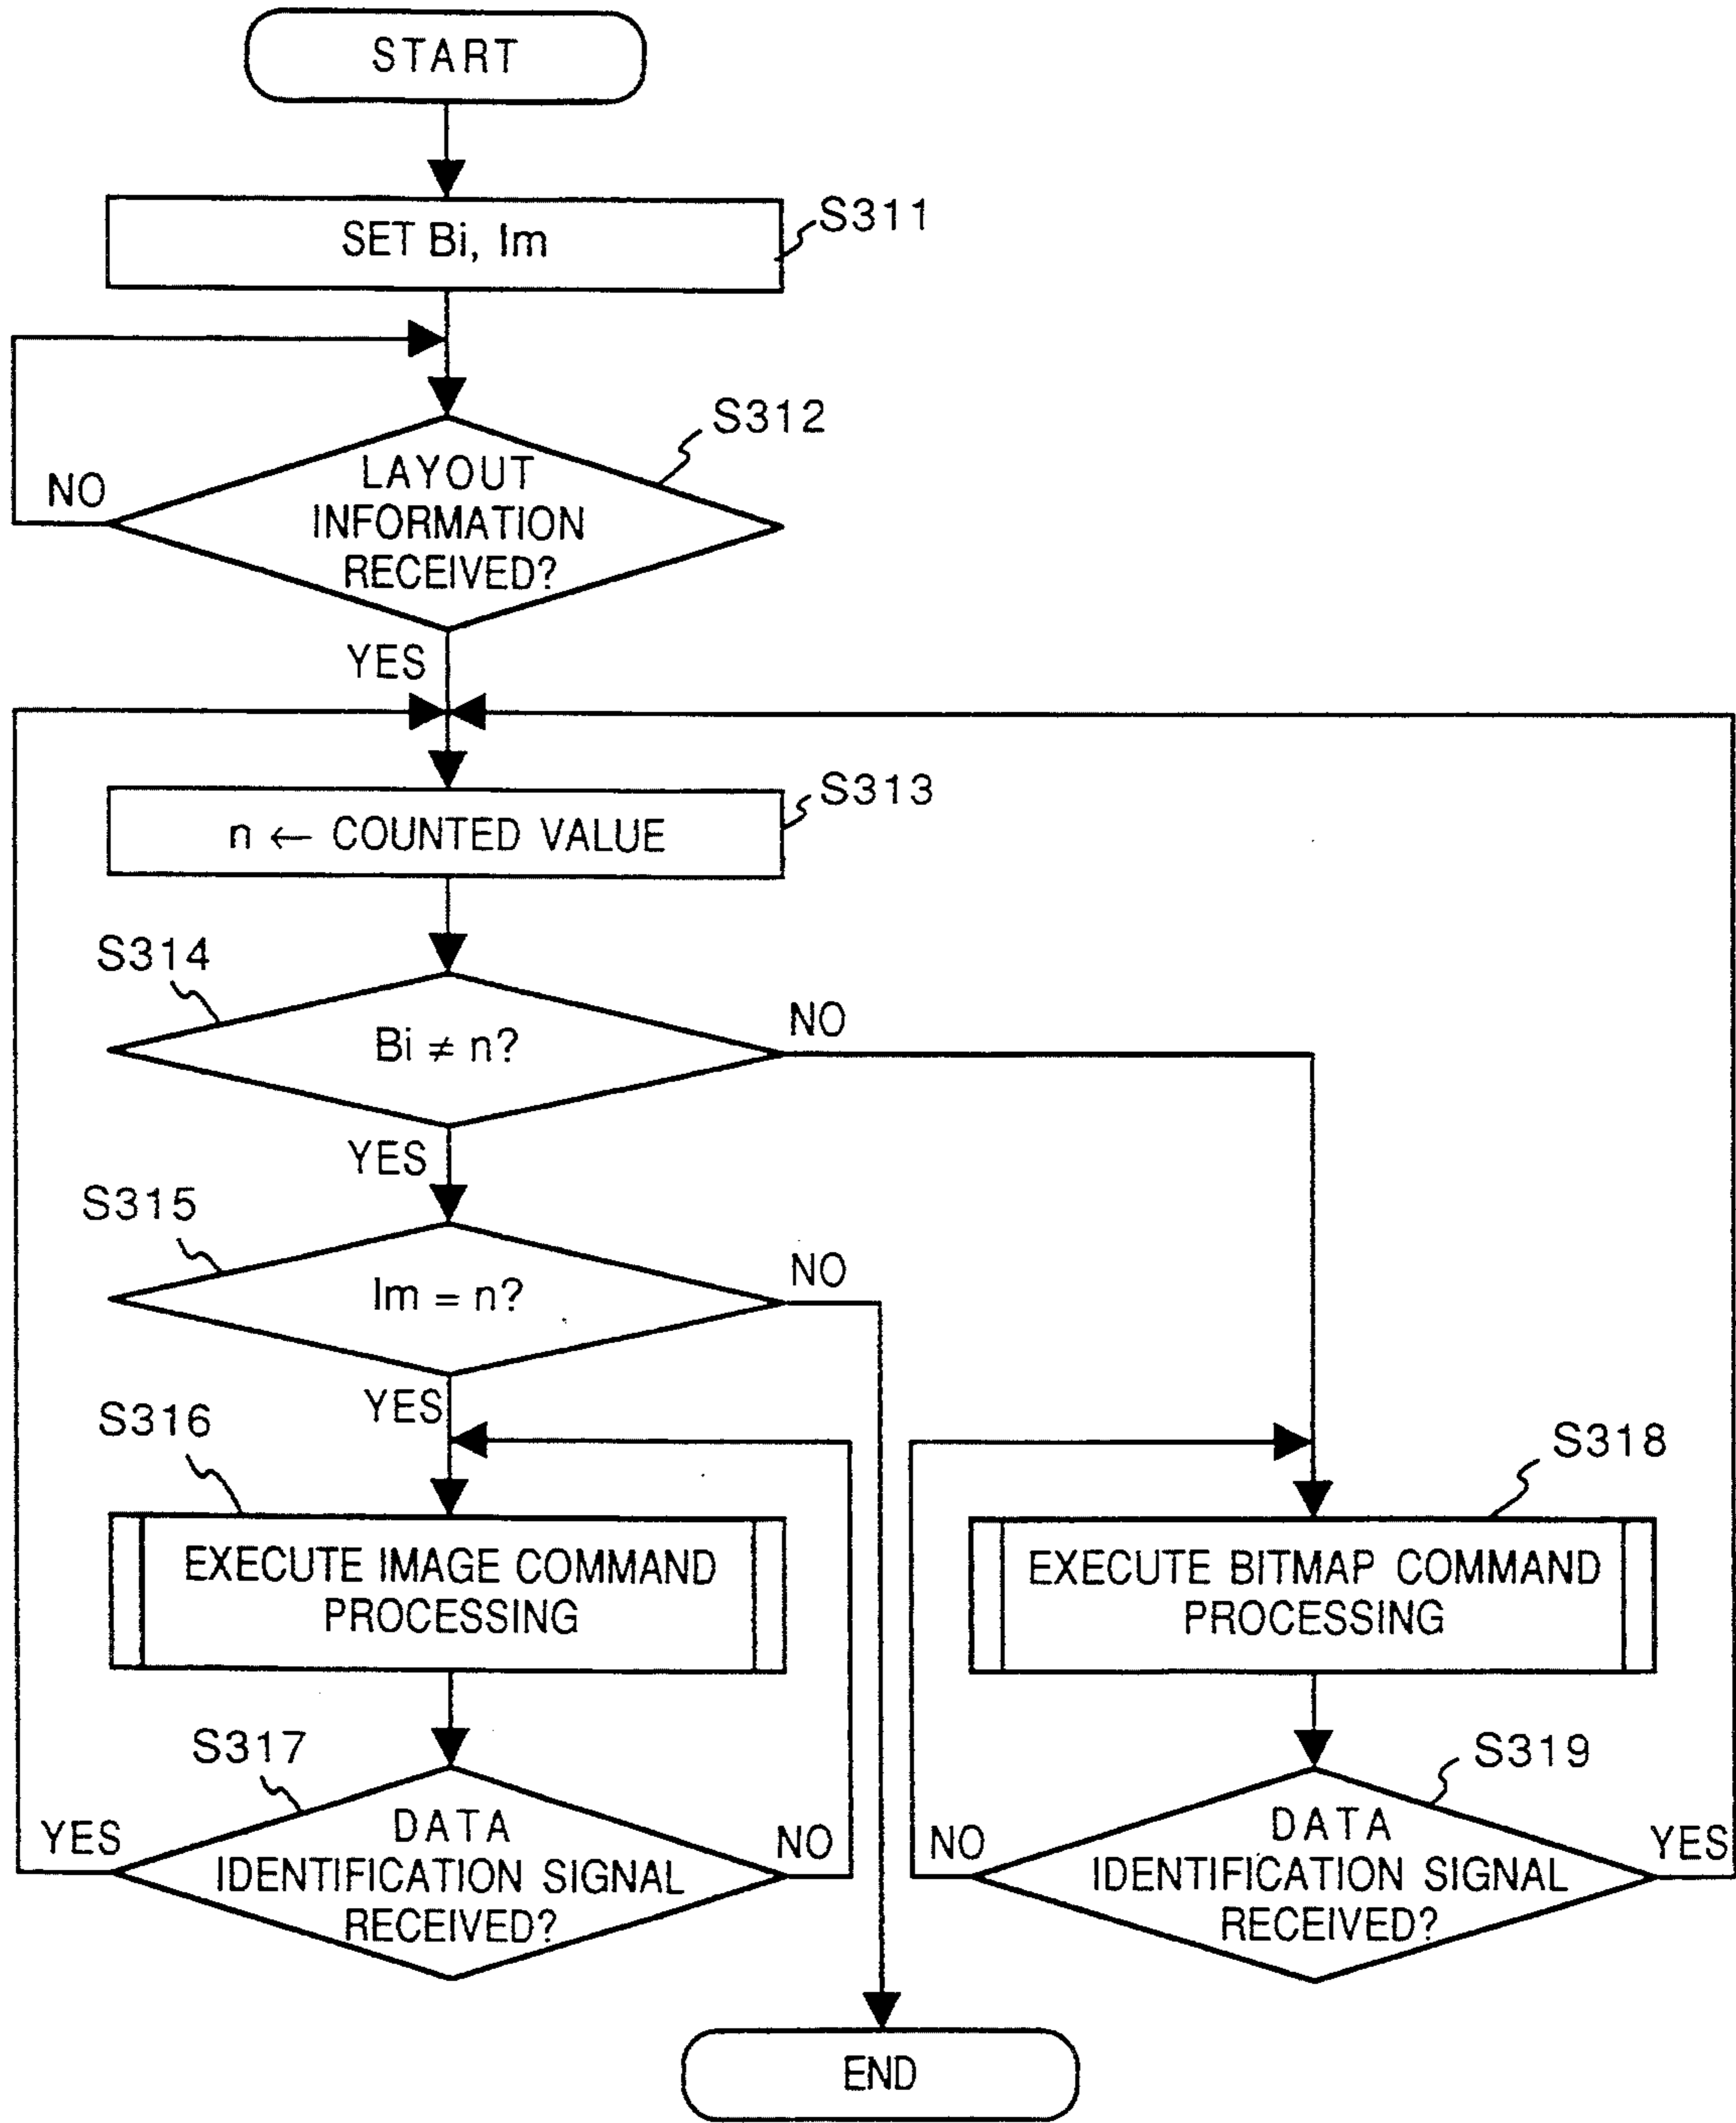 START
SET Bi, Im
S311
S312
LAYOUT
INFORMATION
RECEIVED?
NO
YES
S313
n ← COUNTED VALUE
S314
Bi ≠ n?
NO
YES
S315
Im = n?
NO
YES
S316
EXECUTE IMAGE COMMAND
PROCESSING
S318
EXECUTE BITMAP COMMAND
PROCESSING
S317
DATA
IDENTIFICATION SIGNAL
RECEIVED?
YES
NO
S319
DATA
IDENTIFICATION SIGNAL
RECEIVED?
NO
YES
END